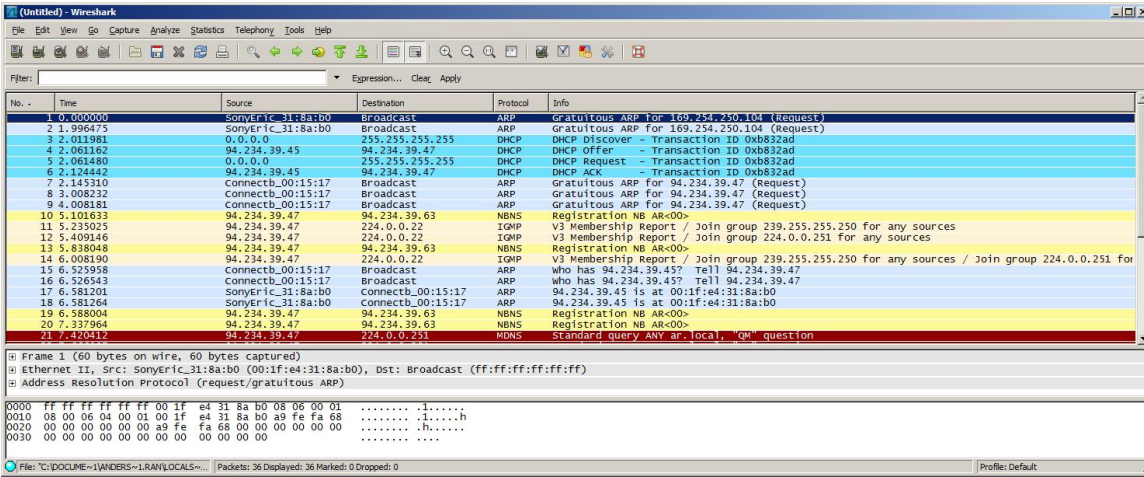 (Untitled) - Wireshark
File Edit View Go Capture Analyze Statistics Telephony Tools Help
Filter: Expression... Clear Apply
No. . Time Source Destination Protocol Info
1 0.000000 SonyEric_31:8a:b0 Broadcast ARP Gratuitous ARP for 169.254.250.104 (Request)
2 1.996475 SonyEric_31:8a:b0 Broadcast ARP Gratuitous ARP for 169.254.250.104 (Request)
3 2.011981 0.0.0.0 255.255.255.255 DHCP DHCP Discover - Transaction ID 0xb832ad
4 2.061162 94.234.39.45 94.234.39.47 DHCP DHCP Offer - Transaction ID 0xb832ad
5 2.061480 0.0.0.0 255.255.255.255 DHCP DHCP Request - Transaction ID 0xb832ad
6 2.124442 94.234.39.45 94.234.39.47 DHCP DHCP ACK - Transaction ID 0xb832ad
7 2.145310 Connectb_00:15:17 Broadcast ARP Gratuitous ARP for 94.234.39.47 (Request)
8 3.008232 Connectb_00:15:17 Broadcast ARP Gratuitous ARP for 94.234.39.47 (Request)
9 4.008181 Connectb_00:15:17 Broadcast ARP Gratuitous ARP for 94.234.39.47 (Request)
10 5.101633 94.234.39.47 94.234.39.63 NBNS Registration NB AR<00>
11 5.235025 94.234.39.47 224.0.0.22 IGMP V3 Membership Report / Join group 239.255.255.250 for any sources
12 5.409146 94.234.39.47 224.0.0.22 IGMP V3 Membership Report / Join group 224.0.0.251 for any sources
13 5.838048 94.234.39.47 94.234.39.63 NBNS Registration NB AR<00>
14 6.008190 94.234.39.47 224.0.0.22 IGMP V3 Membership Report / Join group 239.255.255.250 for any sources / Join group 224.0.0.251 for
15 6.525958 Connectb_00:15:17 Broadcast ARP Who has 94.234.39.45? Tell 94.234.39.47
16 6.526543 Connectb_00:15:17 Broadcast ARP Who has 94.234.39.45? Tell 94.234.39.47
17 6.581201 SonyEric_31:8a:b0 Connectb_00:15:17 ARP 94.234.39.45 is at 00:1f:e4:31:8a:b0
18 6.581264 SonyEric_31:8a:b0 Connectb_00:15:17 ARP 94.234.39.45 is at 00:1f:e4:31:8a:b0
19 6.588004 94.234.39.47 94.234.39.63 NBNS Registration NB AR<00>
20 7.337964 94.234.39.47 94.234.39.63 NBNS Registration NB AR<00>
21 7.420412 94.234.39.47 224.0.0.251 MDNS Standard query ANY ar.local, "QM" question
Frame 1 (60 bytes on wire, 60 bytes captured)
Ethernet II, Src: SonyEric_31:8a:b0 (00:1f:e4:31:8a:b0), Dst: Broadcast (ff:ff:ff:ff:ff:ff)
Address Resolution Protocol (request/gratuitous ARP)
0000 ff ff ff ff ff ff 00 1f e4 31 8a b0 08 06 00 01 ........ .1......
0010 08 00 06 04 00 01 00 1f e4 31 8a b0 a9 fe fa 68 ........ .1.....h
0020 00 00 00 00 00 00 a9 fe fa 68 00 00 00 00 00 00 ........ .h......
0030 00 00 00 00 00 00 00 00 00 00 00 00 ........ ....
File: "C:\DOCUME~1\ANDERS~1.RAN\LOCALS~... Packets: 36 Displayed: 36 Marked: 0 Dropped: 0 Profile: Default